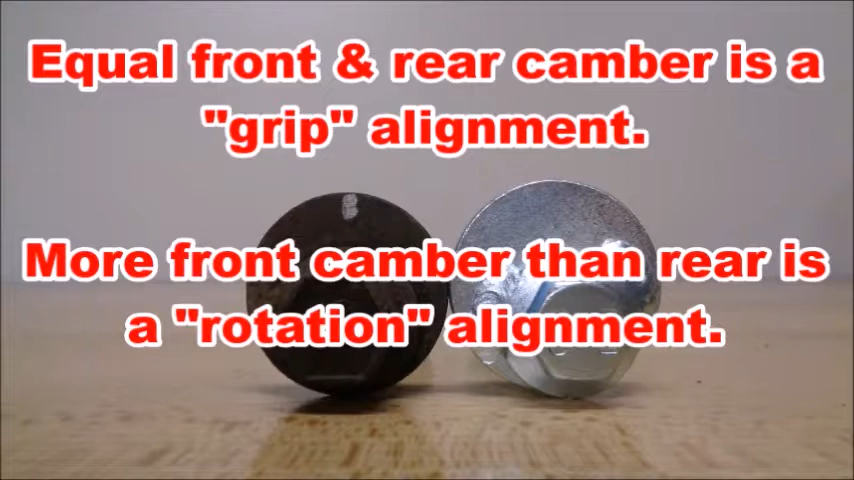 Equal front & rear camber is a
"grip" alignment.
More front camber than rear is
a "rotation" alignment.